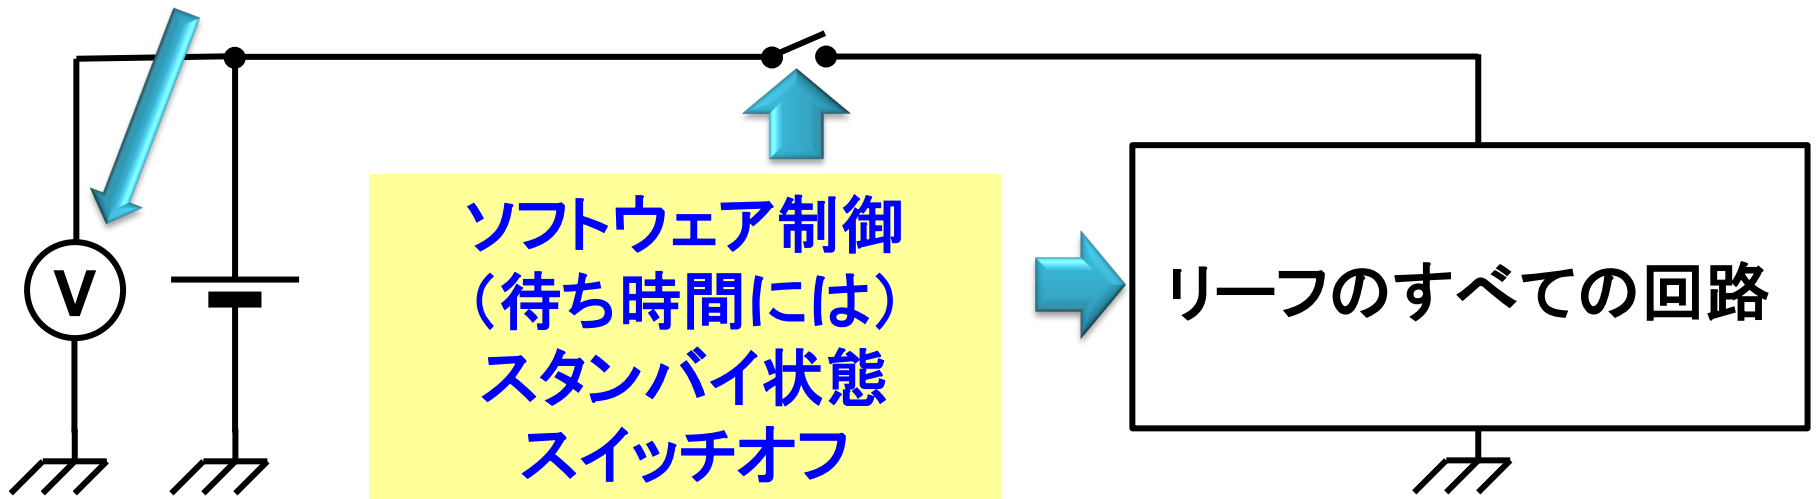 V
ソフトウェア制御
（待ち時間には）
スタンバイ状態
スイッチオフ
リーフのすべての回路